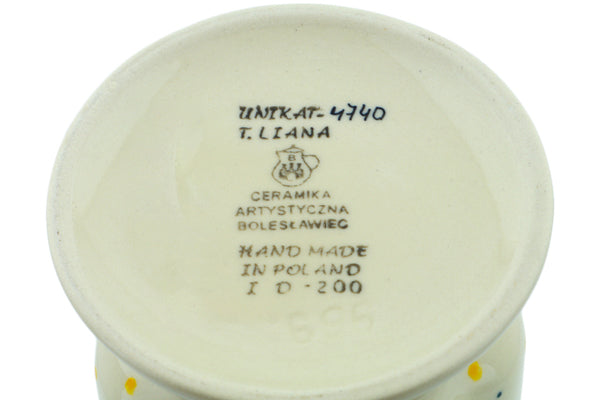 UNIKAT-4740
T. LIANA
B
CERAMIKA
ARTYSTYCZNA
BOLESŁAWIEC
HAND MADE
IN POLAND
I D - 200